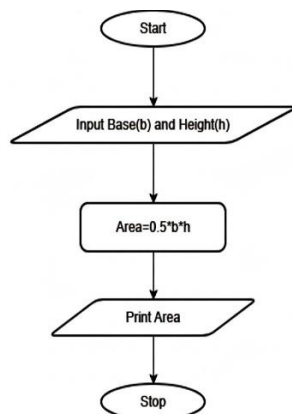 Start
Input Base(b) and Height(h)
Area=0.5*b*h
Print Area
Stop